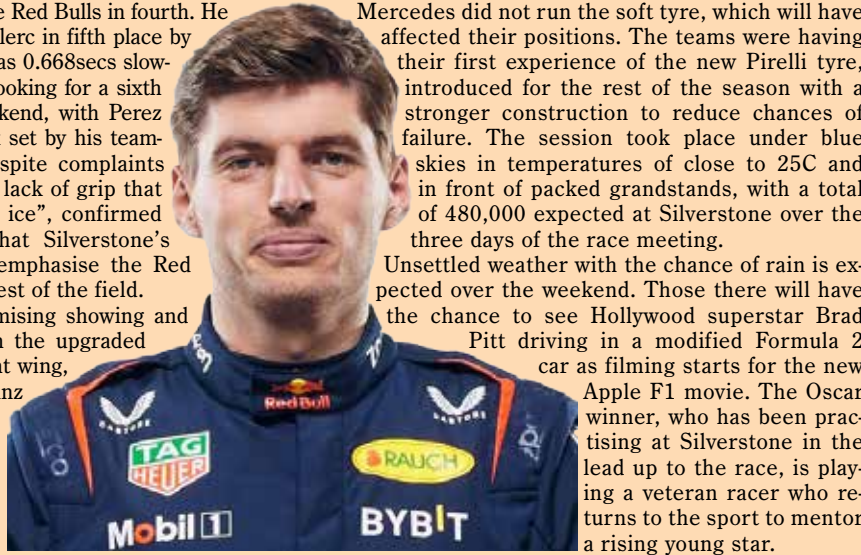 e Red Bulls in fourth. He
lerc in fifth place by
as 0.668secs slow-
ooking for a sixth
kend, with Perez
set by his team-
spite complaints
lack of grip that
ice”, confirmed
hat Silverstone’s
emphasise the Red
est of the field.
mising showing and
the upgraded
nt wing,
nz
Mercedes did not run the soft tyre, which will have
affected their positions. The teams were having
their first experience of the new Pirelli tyre,
introduced for the rest of the season with a
stronger construction to reduce chances of
failure. The session took place under blue
skies in temperatures of close to 25C and
in front of packed grandstands, with a total
of 480,000 expected at Silverstone over the
three days of the race meeting.
Unsettled weather with the chance of rain is ex-
pected over the weekend. Those there will have
the chance to see Hollywood superstar Brad
Pitt driving in a modified Formula 2
car as filming starts for the new
Apple F1 movie. The Oscar
winner, who has been prac-
tising at Silverstone in the
lead up to the race, is play-
ing a veteran racer who re-
turns to the sport to mentor
a rising young star.
Red Bull
CASTORE
CASTORE
TAG
HEUER
RAUCH
Mobil 1
BYBIT